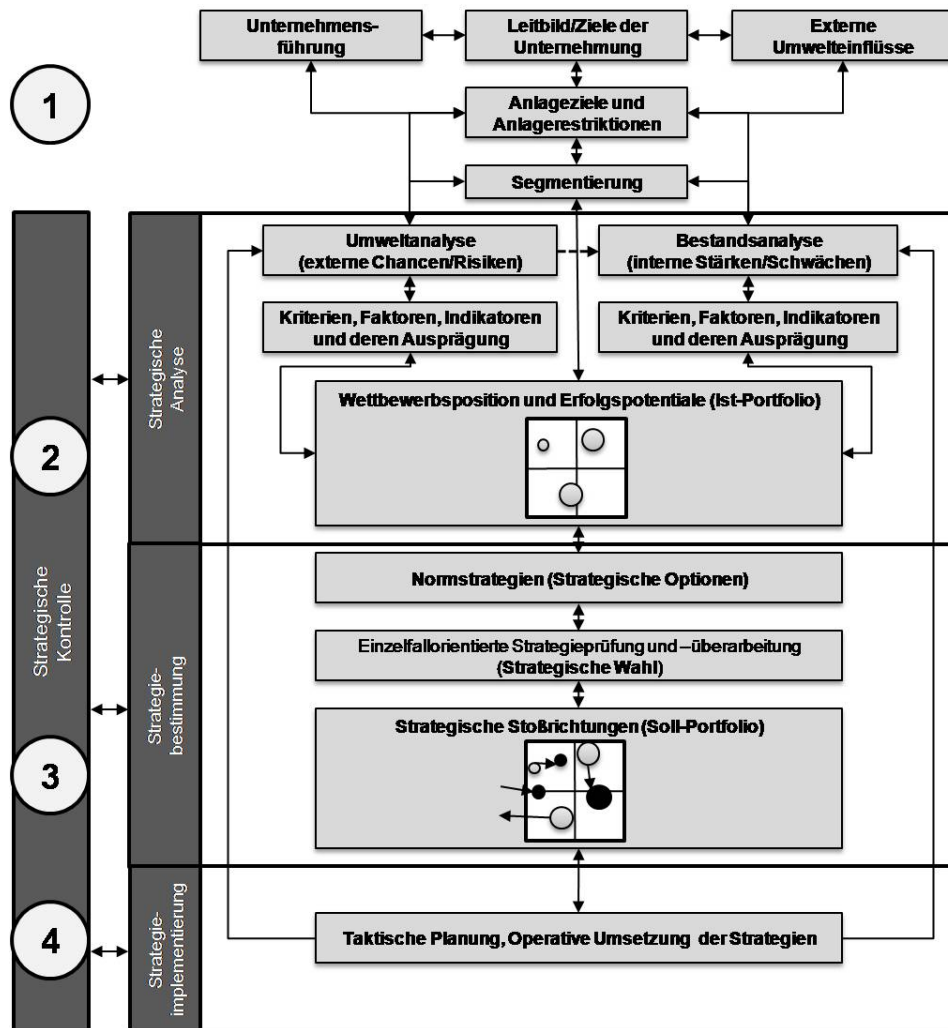 Unternehmens-
führung
Leitbild/Ziele der
Unternehmung
Externe
Umwelteinflüsse
1
Anlageziele und
Anlagerestriktionen
Segmentierung
Strategische
Kontrolle
2
3
4
Strategische
Analyse
Umweltanalyse
(externe Chancen/Risiken)
Bestandsanalyse
(interne Stärken/Schwächen)
Kriterien, Faktoren, Indikatoren
und deren Ausprägung
Kriterien, Faktoren, Indikatoren
und deren Ausprägung
Wettbewerbsposition und Erfolgspotentiale (Ist-Portfolio)
Strategie-
bestimmung
Normstrategien (Strategische Optionen)
Einzelfallorientierte Strategieprüfung und –überarbeitung
(Strategische Wahl)
Strategische Stoßrichtungen (Soll-Portfolio)
Strategie-
implementierung
Taktische Planung, Operative Umsetzung der Strategien